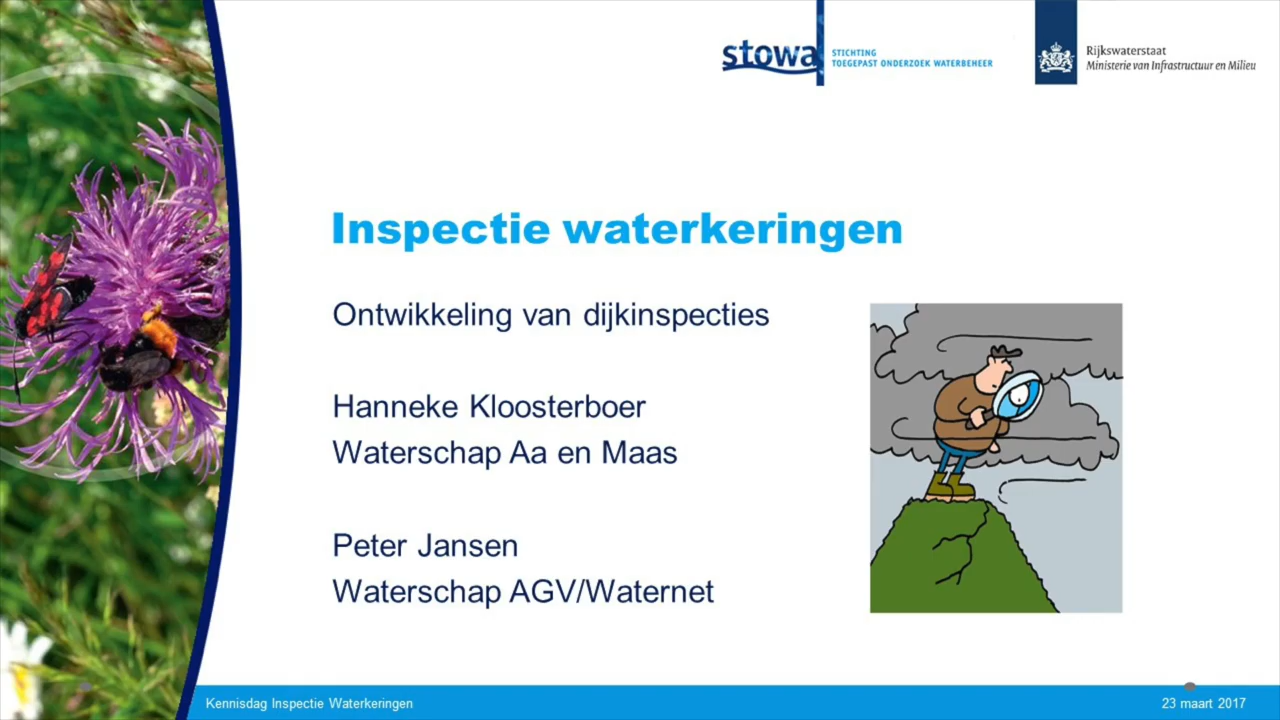 stowa
STICHTING
TOEGEPAST ONDERZOEK WATERBEHEER
Rijkswaterstaat
Ministerie van Infrastructuur en Milieu
Inspectie waterkeringen
Ontwikkeling van dijkinspecties
Hanneke Kloosterboer
Waterschap Aa en Maas
Peter Jansen
Waterschap AGV/Waternet
Kennisdag Inspectie Waterkeringen
23 maart 2017